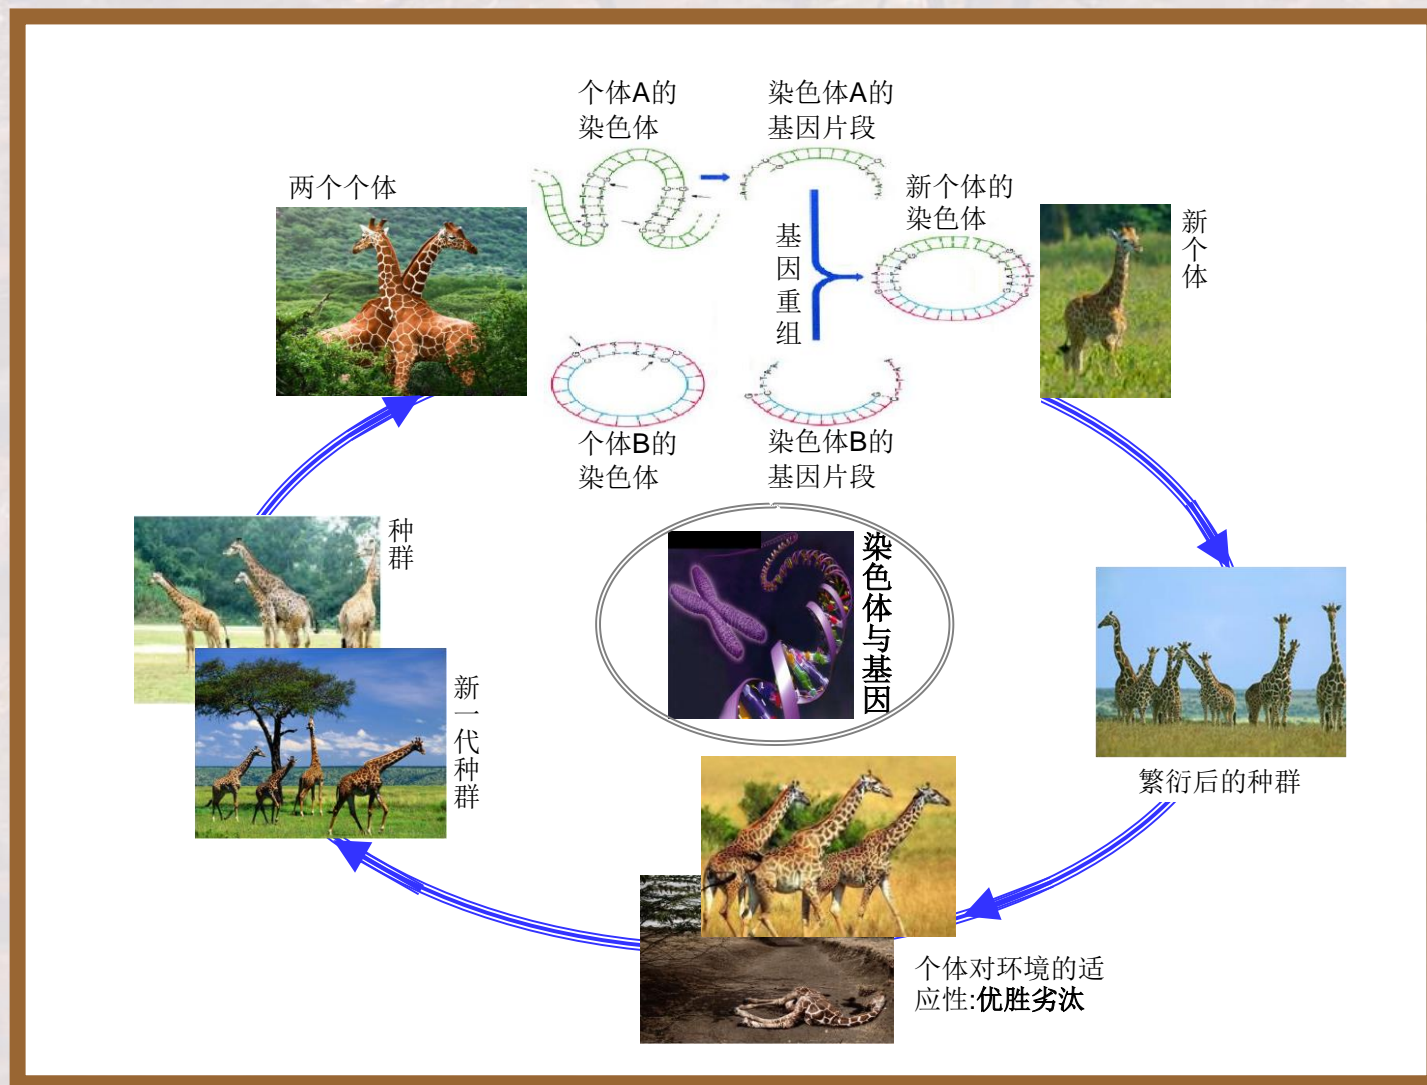 个体A的
染色体
染色体A的
基因片段
两个个体
新个体的
染色体
新个体
基因重组
个体B的
染色体
染色体B的
基因片段
种群
染色体与基因
新一代种群
繁衍后的种群
个体对环境的适
应性:优胜劣汰